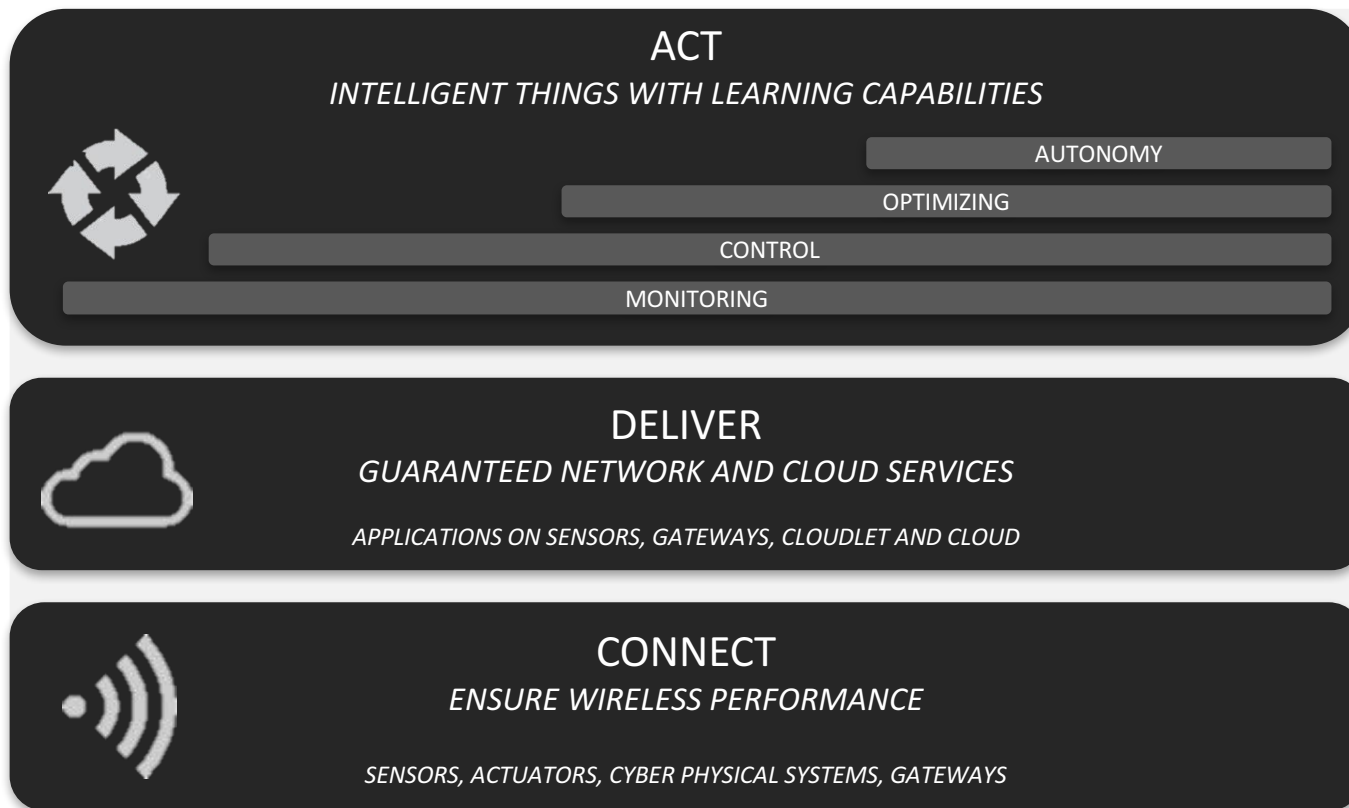 ACT
INTELLIGENT THINGS WITH LEARNING CAPABILITIES
AUTONOMY
OPTIMIZING
CONTROL
MONITORING
DELIVER
GUARANTEED NETWORK AND CLOUD SERVICES
APPLICATIONS ON SENSORS, GATEWAYS, CLOUDLET AND CLOUD
CONNECT
ENSURE WIRELESS PERFORMANCE
SENSORS, ACTUATORS, CYBER PHYSICAL SYSTEMS, GATEWAYS